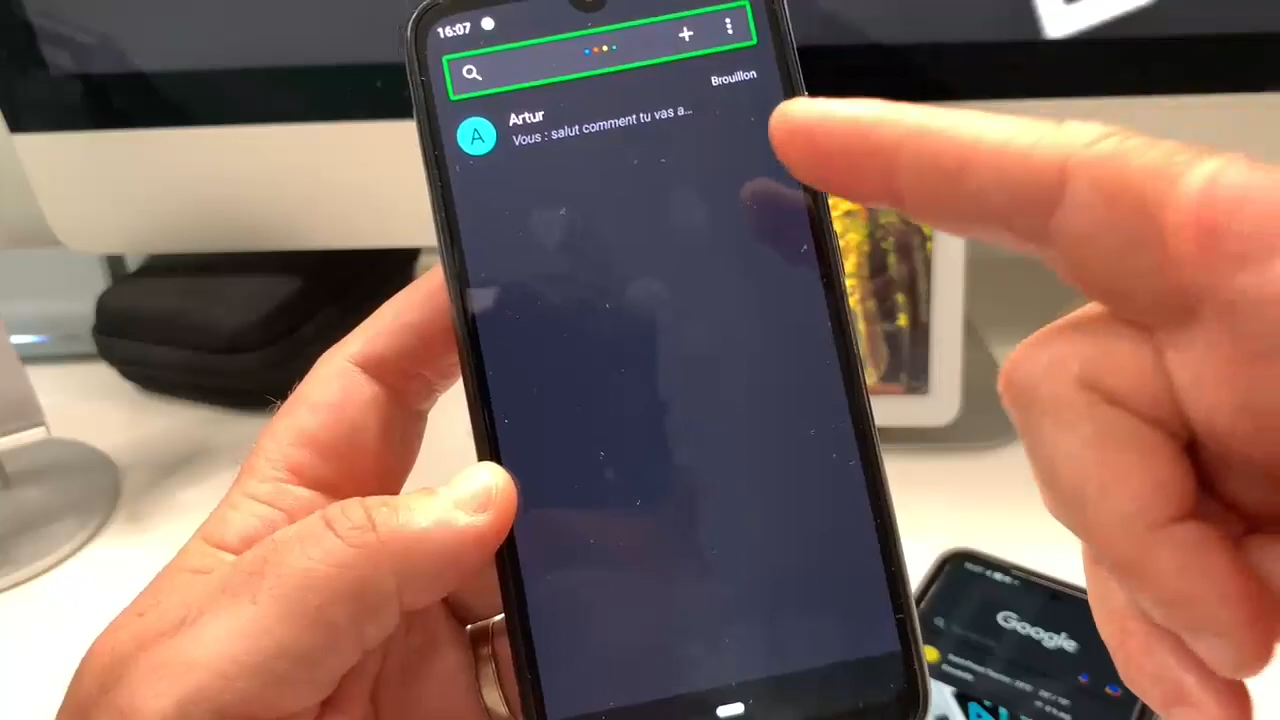 16:07
Brouillon
Artur
A
Vous : salut comment tu vas a...
Google